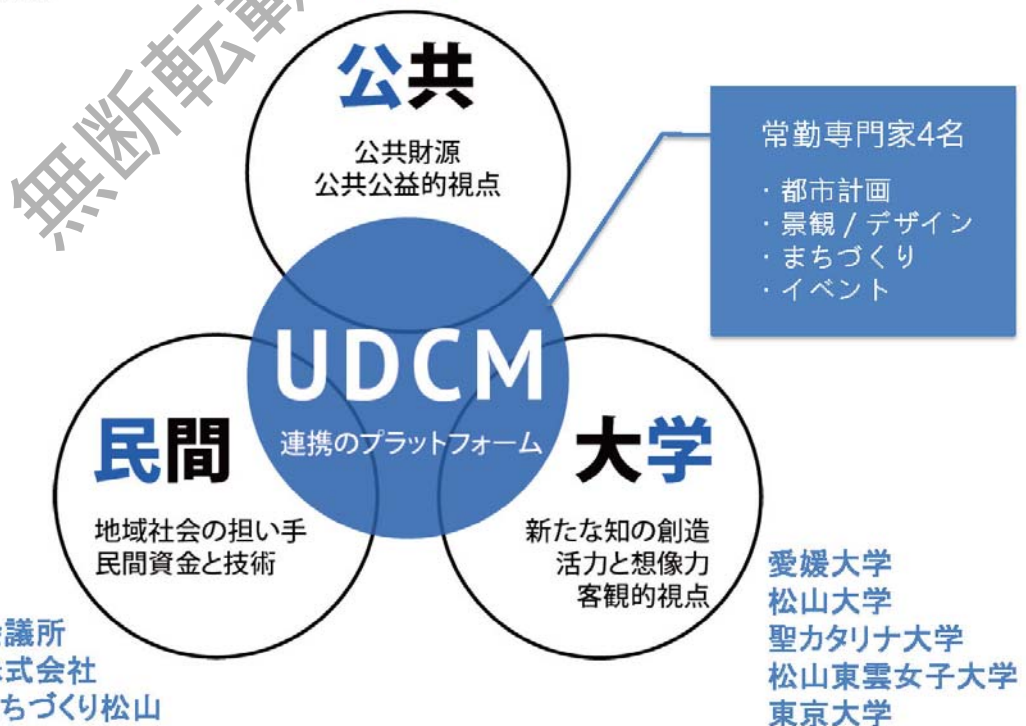 無断転載
公共
公共財源
公共公益的視点
常勤専門家4名
・都市計画
・景観 / デザイン
・まちづくり
・イベント
UDCM
連携のプラットフォーム
民間
地域社会の担い手
民間資金と技術
大学
新たな知の創造
活力と想像力
客観的視点
会議所
式会社
ちづくり松山
愛媛大学
松山大学
聖カタリナ大学
松山東雲女子大学
東京大学